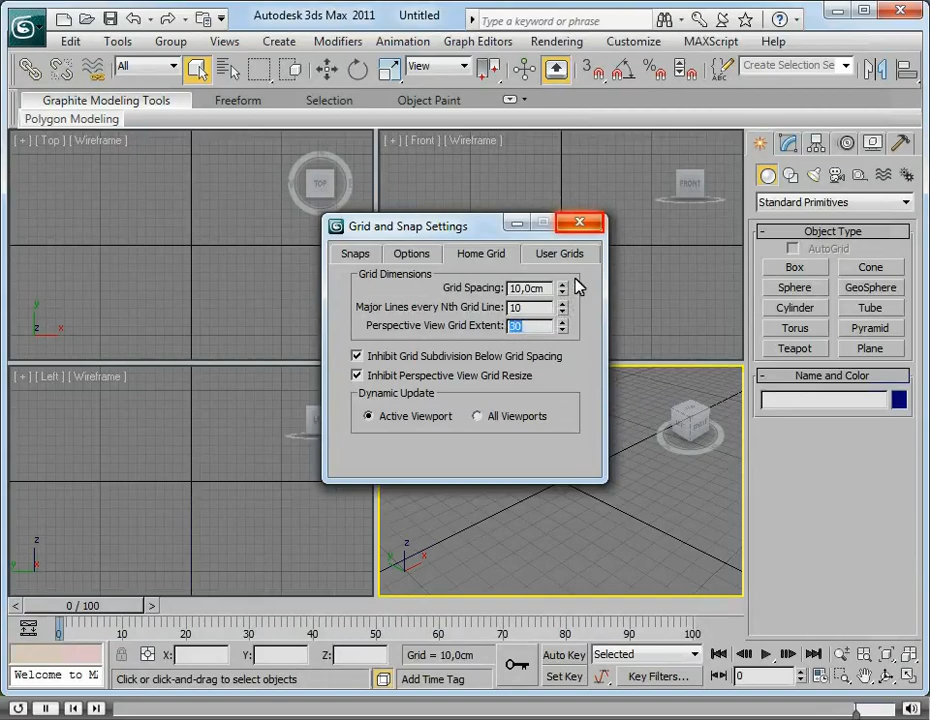 Autodesk 3ds Max 2011 Untitled
Type a keyword or phrase
Edit Tools Group Views Create Modifiers Animation Graph Editors Rendering Customize MAXScript Help
All
View
3
Create Selection Se
Graphite Modeling Tools Freeform Selection Object Paint
Polygon Modeling
[ + ] [ Top ] [ Wireframe ]
TOP
y
z x
[ + ] [ Front ] [ Wireframe ]
FRONT
[ + ] [ Left ] [ Wireframe ]
z
y x
z
y x
Grid and Snap Settings
Snaps Options Home Grid User Grids
Grid Dimensions
Grid Spacing: 10,0cm
Major Lines every Nth Grid Line: 10
Perspective View Grid Extent: 30
Inhibit Grid Subdivision Below Grid Spacing
Inhibit Perspective View Grid Resize
Dynamic Update
Active Viewport All Viewports
Standard Primitives
- Object Type
AutoGrid
Box Cone
Sphere GeoSphere
Cylinder Tube
Torus Pyramid
Teapot Plane
- Name and Color
< 0 / 100 >
0 10 20 30 40 50 60 70 80 90 100
X: Y: Z: Grid = 10,0cm
Auto Key Selected
Welcome to M
Click or click-and-drag to select objects
Add Time Tag
Set Key Key Filters...
0